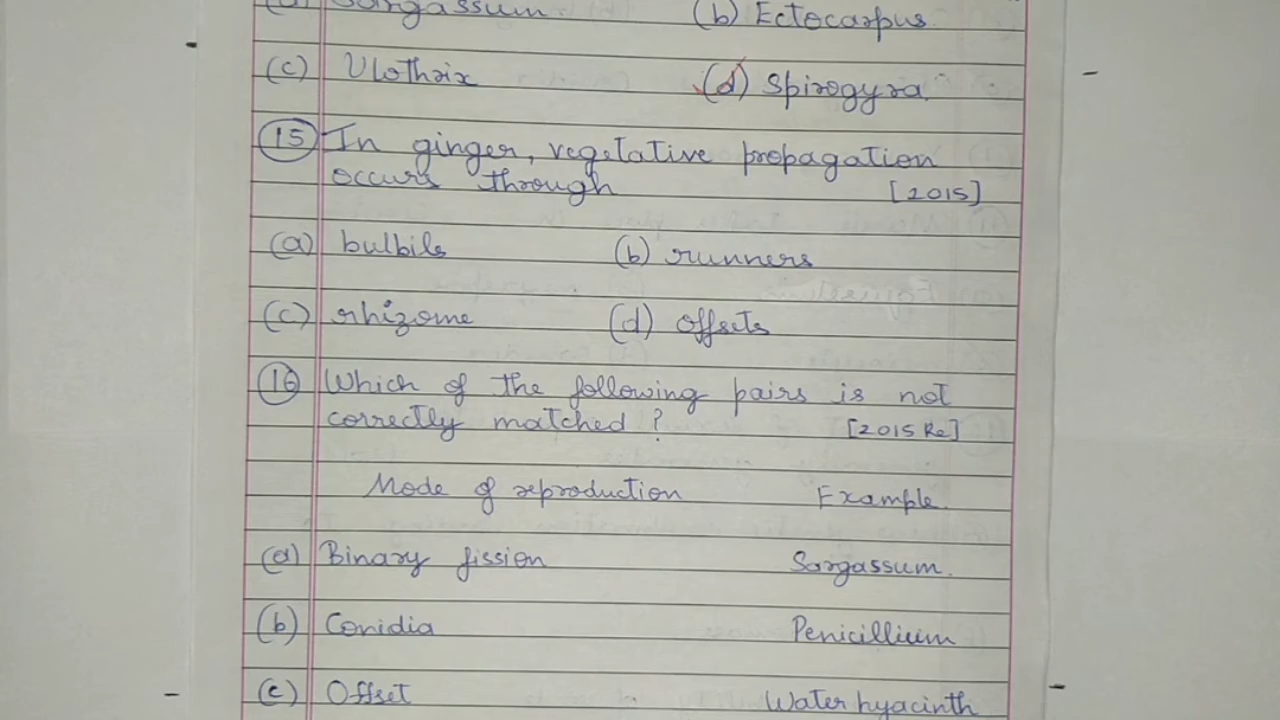 (a) Sargassum (b) Ectocarpus
(c) Ulothrix (d) Spirogyra
15 In ginger, vegetative propagation
occurs through [2015]
(a) bulbils (b) runners
(c) rhizome (d) offsets
16 Which of the following pairs is not
correctly matched? [2015 Re]
Mode of reproduction Example
(a) Binary fission Sargassum
(b) Conidia Penicillium
(c) Offset Water hyacinth